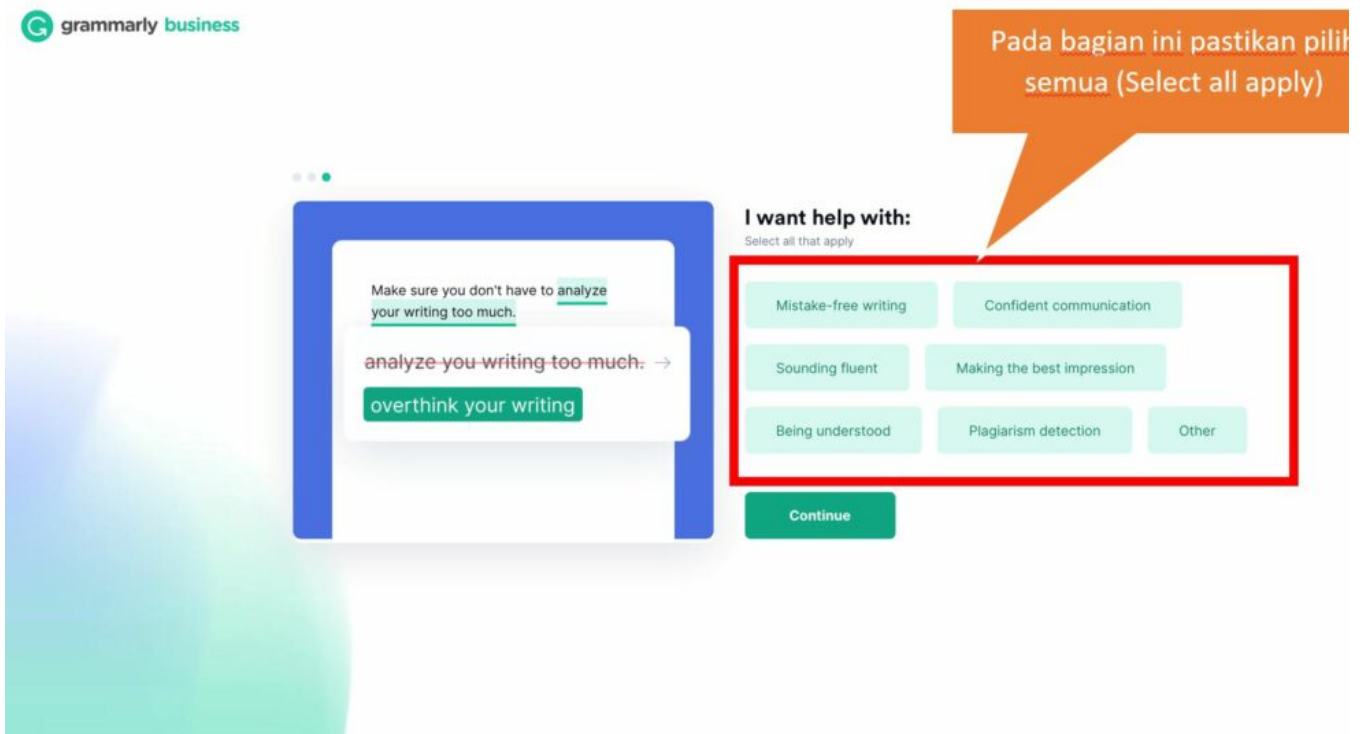 grammarly business
Pada bagian ini pastikan pilih
semua (Select all apply)
Make sure you don't have to analyze
your writing too much.
analyze you writing too much. →
overthink your writing
I want help with:
Select all that apply
Mistake-free writing
Confident communication
Sounding fluent
Making the best impression
Being understood
Plagiarism detection
Other
Continue